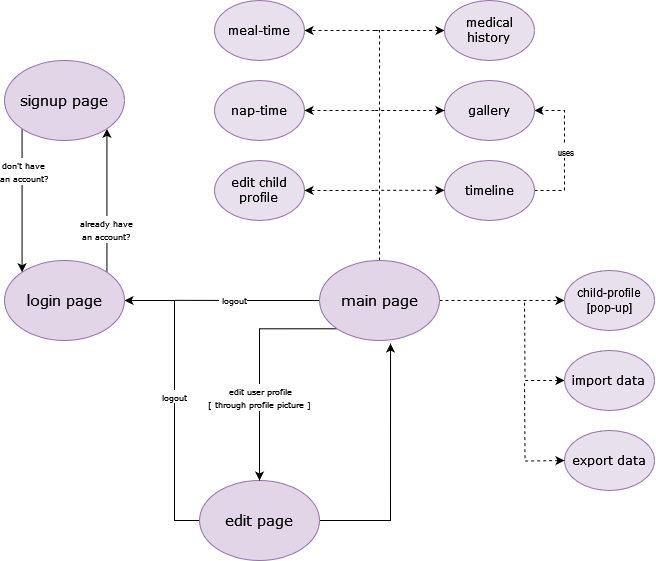 meal-time
medical
history
signup page
nap-time
gallery
don't have
an account?
uses
edit child
profile
timeline
already have
an account?
login page
logout
main page
child-profile
[pop-up]
import data
logout
edit user profile
[ through profile picture ]
export data
edit page